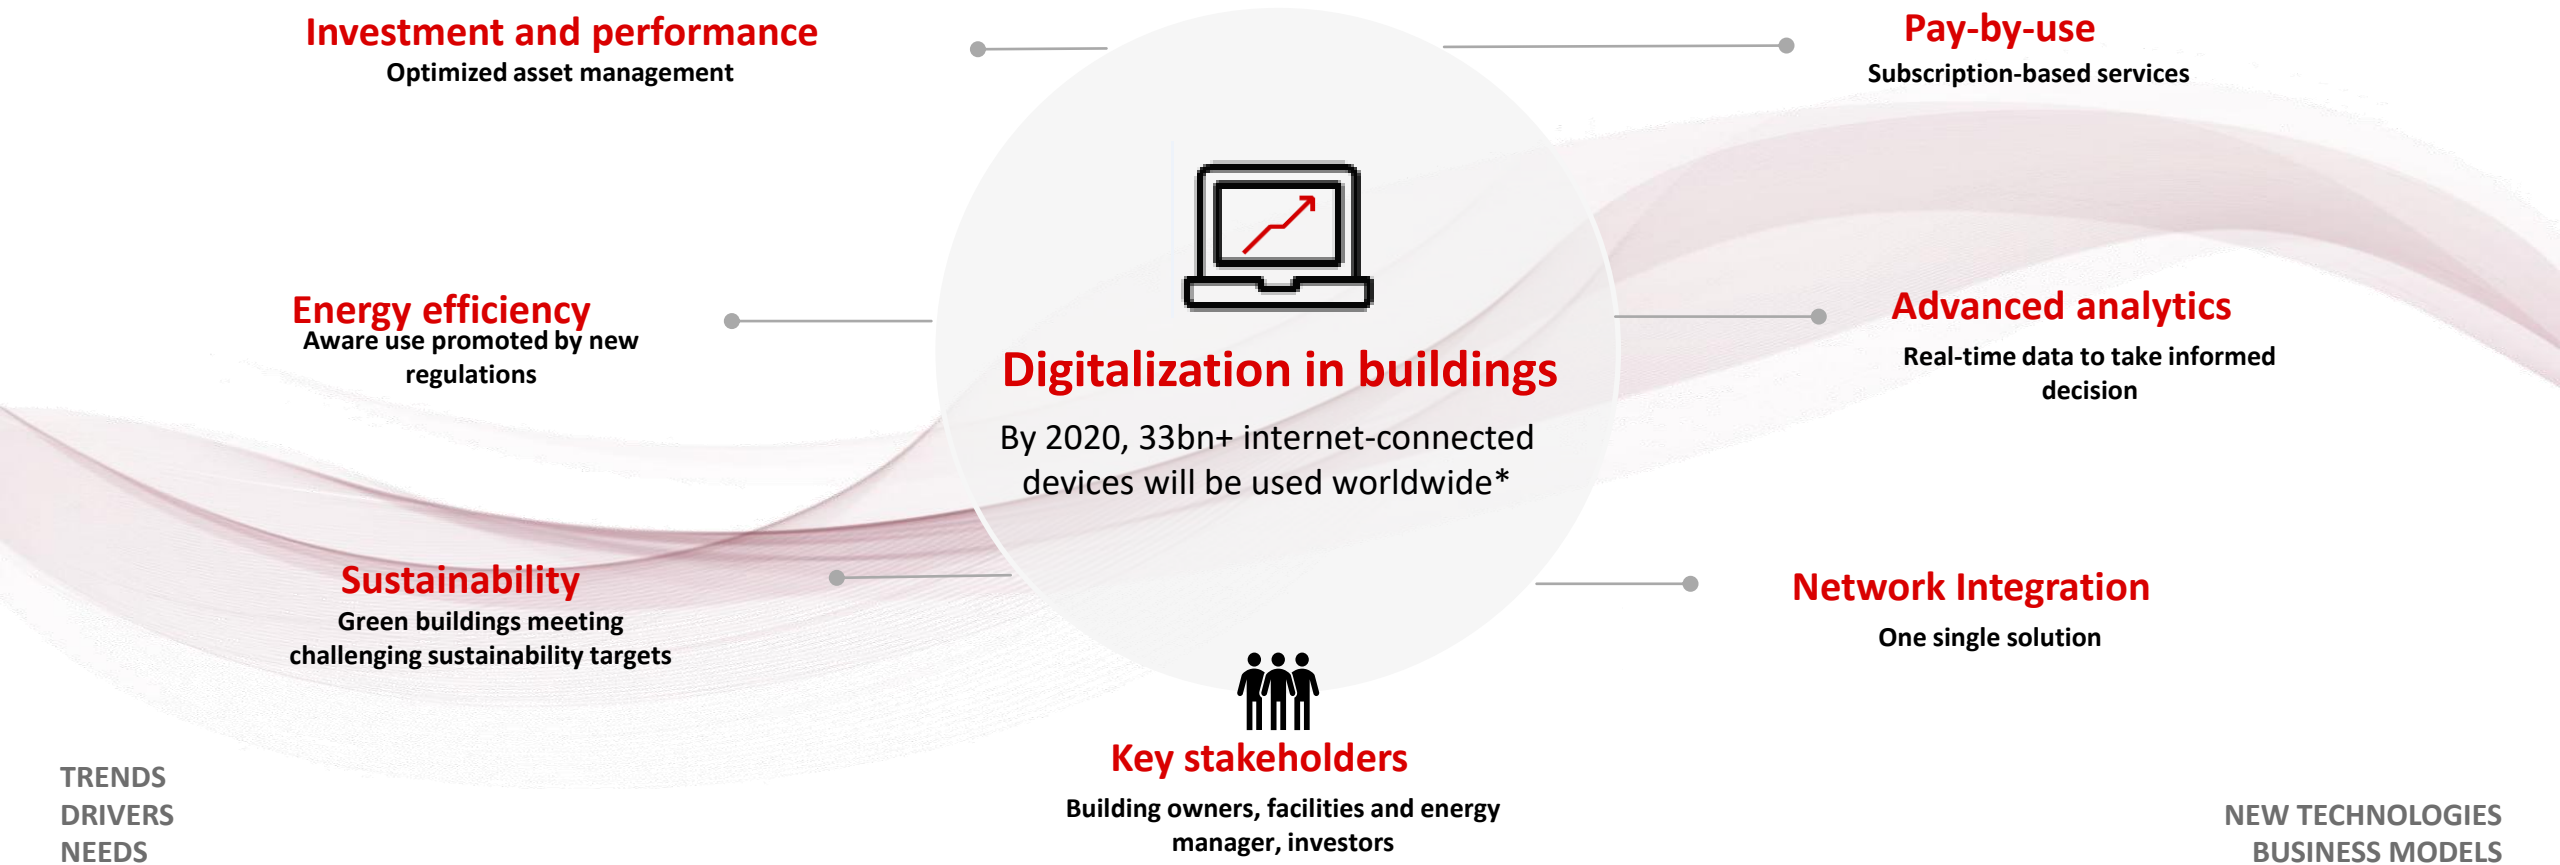 Investment and performance
Optimized asset management
Energy efficiency
Aware use promoted by new
regulations
Sustainability
Green buildings meeting
challenging sustainability targets
TRENDS
DRIVERS
NEEDS
Digitalization in buildings
By 2020, 33bn+ internet-connected
devices will be used worldwide*
Key stakeholders
Building owners, facilities and energy
manager, investors
Pay-by-use
Subscription-based services
Advanced analytics
Real-time data to take informed
decision
Network Integration
One single solution
NEW TECHNOLOGIES
BUSINESS MODELS